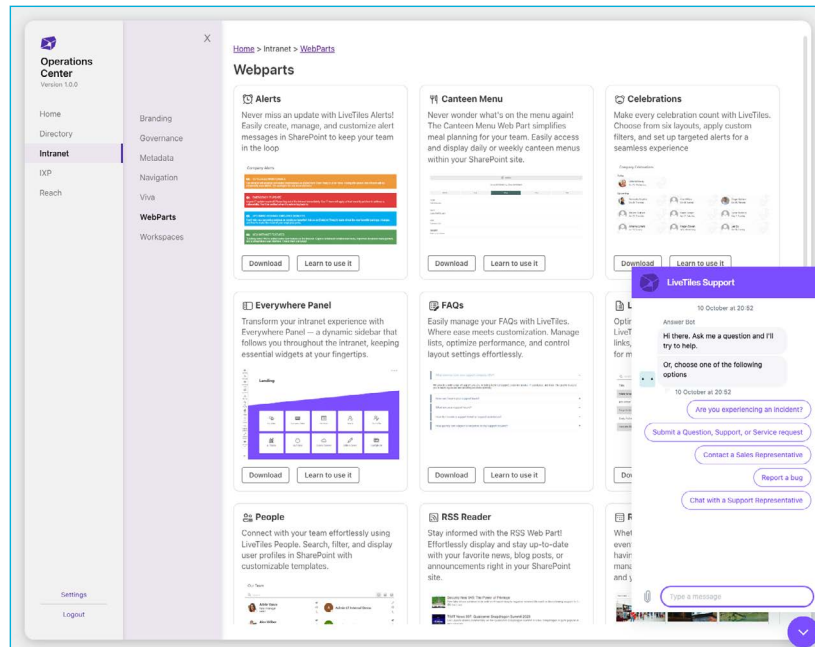 Operations
Center
Version 1.0.0
Home
Directory
Intranet
IXP
Reach
Settings
Logout
X
Branding
Governance
Metadata
Navigation
Viva
WebParts
Workspaces
Home > Intranet > WebParts
Webparts
Alerts
Never miss an update with LiveTiles Alerts!
Easily create, manage, and customize alert
messages in SharePoint to keep your team
in the loop
Company Alerts
Download
Learn to use it
Canteen Menu
Never wonder what's on the menu again!
The Canteen Menu Web Part simplifies
meal planning for your team. Easily access
and display daily or weekly canteen menus
within your SharePoint site.
Download
Learn to use it
Celebrations
Make every celebration count with LiveTiles.
Choose from six layouts, apply custom
filters, and set up targeted alerts for a
seamless experience
Download
Learn to use it
Everywhere Panel
Transform your intranet experience with
Everywhere Panel — a dynamic sidebar that
follows you throughout the intranet, keeping
essential widgets at your fingertips.
Landing
Download
Learn to use it
FAQs
Easily manage your FAQs with LiveTiles.
Where ease meets customization. Manage
lists, optimize performance, and control
layout settings effortlessly.
Download
Learn to use it
People
Connect with your team effortlessly using
LiveTiles People. Search, filter, and display
user profiles in SharePoint with
customizable templates.
Our Team
RSS Reader
Stay informed with the RSS Web Part!
Effortlessly display and stay up-to-date
with your favorite news, blog posts, or
announcements right in your SharePoint
site.
LiveTiles Support
10 October at 20:52
Answer Bot
Hi there. Ask me a question and I'll
try to help.
Or, choose one of the following
options
10 October at 20:52
Are you experiencing an incident?
Submit a Question, Support, or Service request
Contact a Sales Representative
Report a bug
Chat with a Support Representative
Type a message